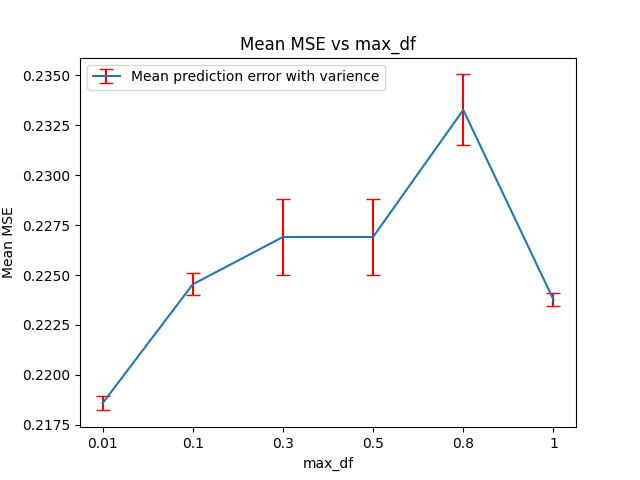 Mean MSE vs max_df
Mean prediction error with varience
0.2350
0.2325
0.2300
0.2275
0.2250
0.2225
0.2200
0.2175
Mean MSE
0.01 0.1 0.3 0.5 0.8 1
max_df